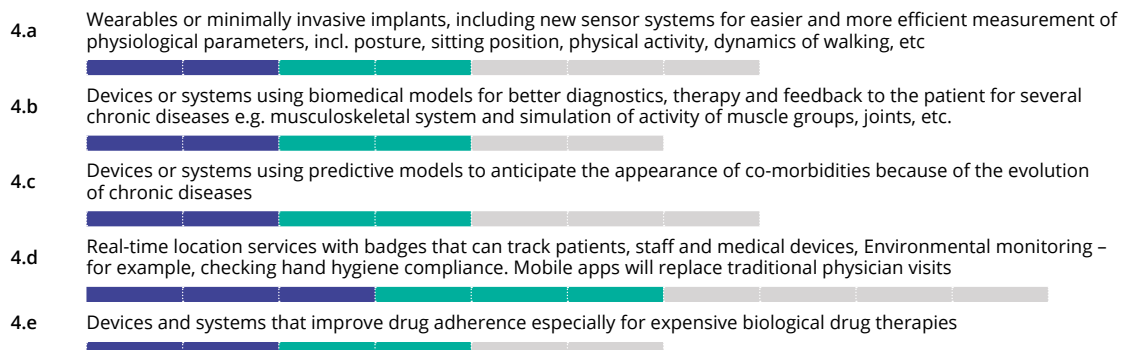 4.a
Wearables or minimally invasive implants, including new sensor systems for easier and more efficient measurement of
physiological parameters, incl. posture, sitting position, physical activity, dynamics of walking, etc
4.b
Devices or systems using biomedical models for better diagnostics, therapy and feedback to the patient for several
chronic diseases e.g. musculoskeletal system and simulation of activity of muscle groups, joints, etc.
4.c
Devices or systems using predictive models to anticipate the appearance of co-morbidities because of the evolution
of chronic diseases
4.d
Real-time location services with badges that can track patients, staff and medical devices, Environmental monitoring –
for example, checking hand hygiene compliance. Mobile apps will replace traditional physician visits
4.e
Devices and systems that improve drug adherence especially for expensive biological drug therapies